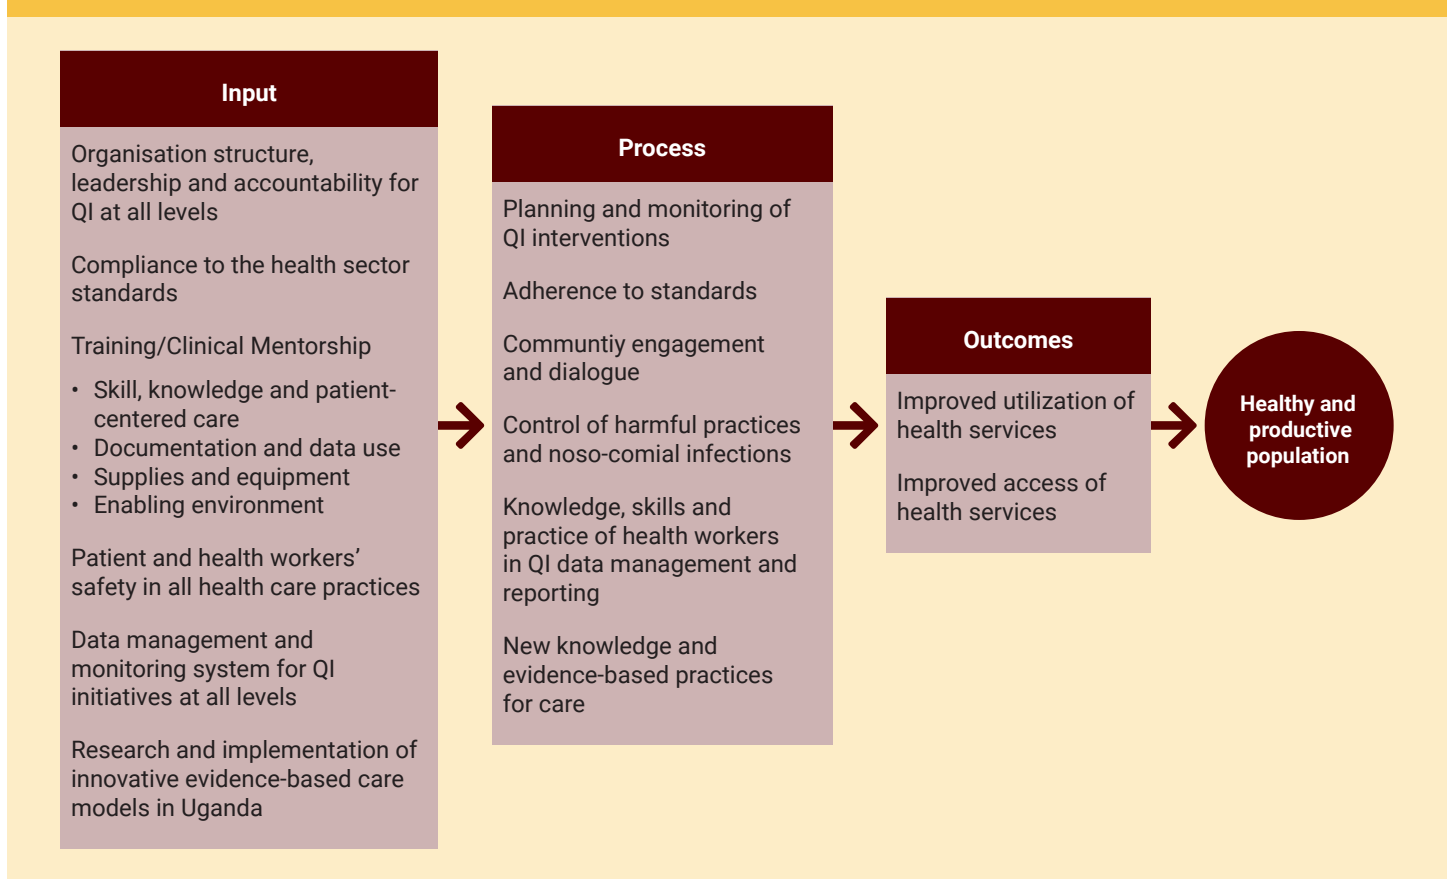 Input
Organisation structure,
leadership and accountability for
QI at all levels
Compliance to the health sector
standards
Training/Clinical Mentorship
• Skill, knowledge and patient-
centered care
• Documentation and data use
• Supplies and equipment
• Enabling environment
Patient and health workers’
safety in all health care practices
Data management and
monitoring system for QI
initiatives at all levels
Research and implementation of
innovative evidence-based care
models in Uganda
Process
Planning and monitoring of
QI interventions
Adherence to standards
Communtiy engagement
and dialogue
Control of harmful practices
and noso-comial infections
Knowledge, skills and
practice of health workers
in QI data management and
reporting
New knowledge and
evidence-based practices
for care
Outcomes
Improved utilization of
health services
Improved access of
health services
Healthy and
productive
population